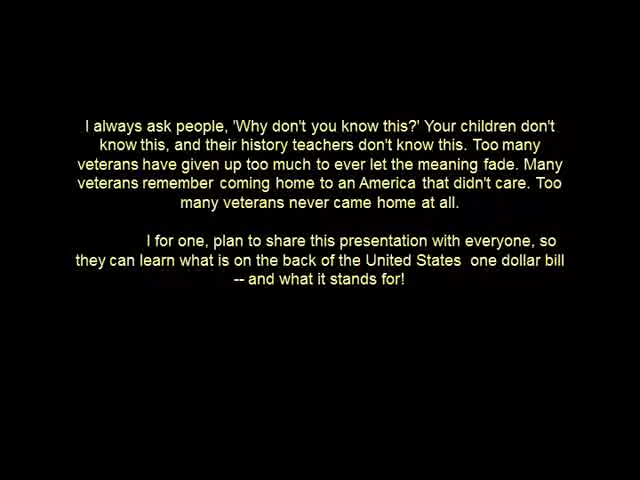 I always ask people, 'Why don't you know this?' Your children don't
know this, and their history teachers don't know this. Too many
veterans have given up too much to ever let the meaning fade. Many
veterans remember coming home to an America that didn't care. Too
many veterans never came home at all.
I for one, plan to share this presentation with everyone, so
they can learn what is on the back of the United States  one dollar bill
-- and what it stands for!